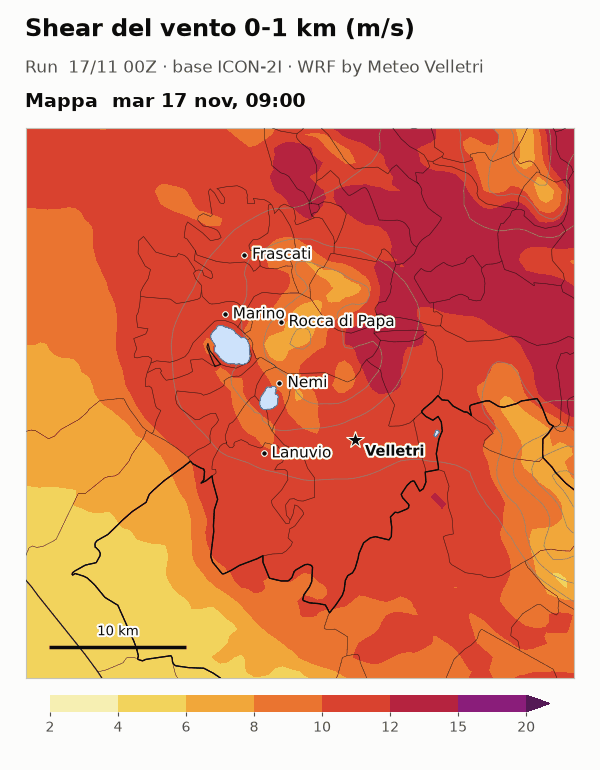 Shear del vento 0-1 km (m/s)
Run  17/11 00Z · base ICON-2I · WRF by Meteo Velletri
Mappa  mar 17 nov, 09:00
Frascati
Marino
Rocca di Papa
Nemi
Velletri
Lanuvio
10 km
2 4 6 8 10 12 15 20